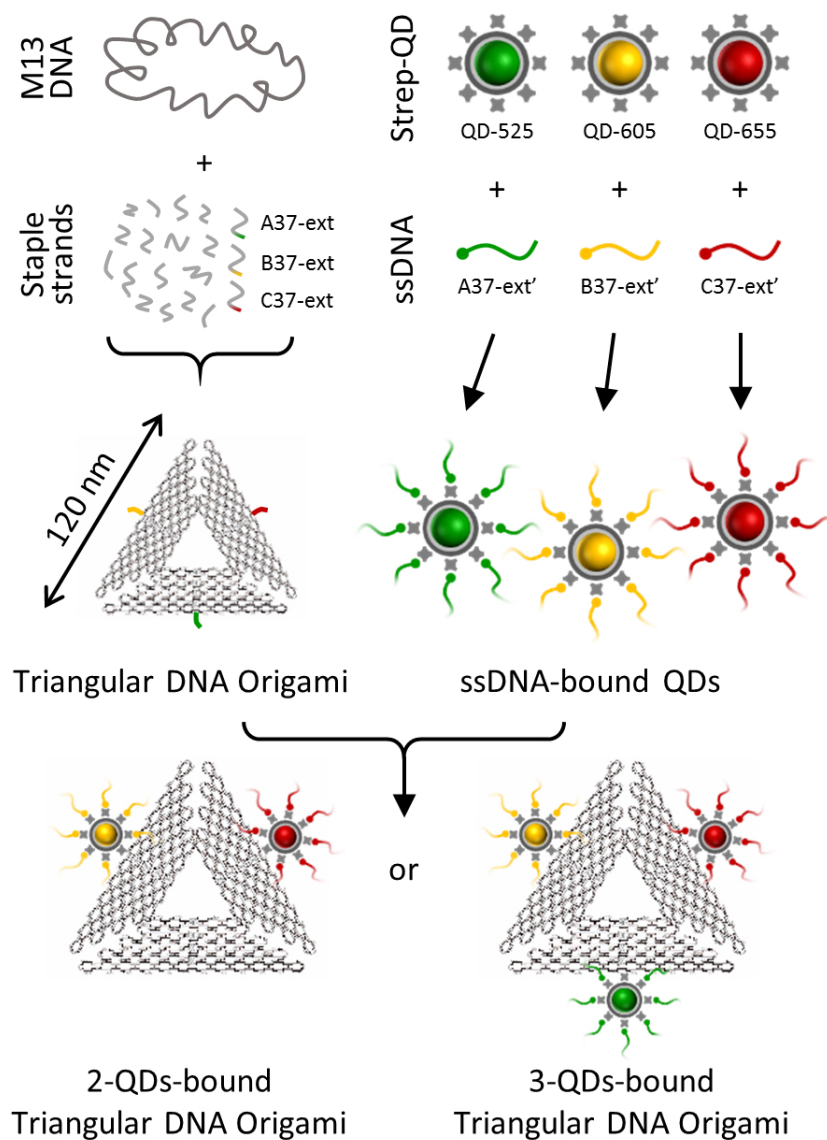 M13
DNA
+
Staple
strands
A37-ext
B37-ext
C37-ext
120 nm
Triangular DNA Origami
Strep-QD
QD-525
QD-605
QD-655
+
+
+
ssDNA
A37-ext’
B37-ext’
C37-ext’
ssDNA-bound QDs
or
2-QDs-bound
Triangular DNA Origami
3-QDs-bound
Triangular DNA Origami